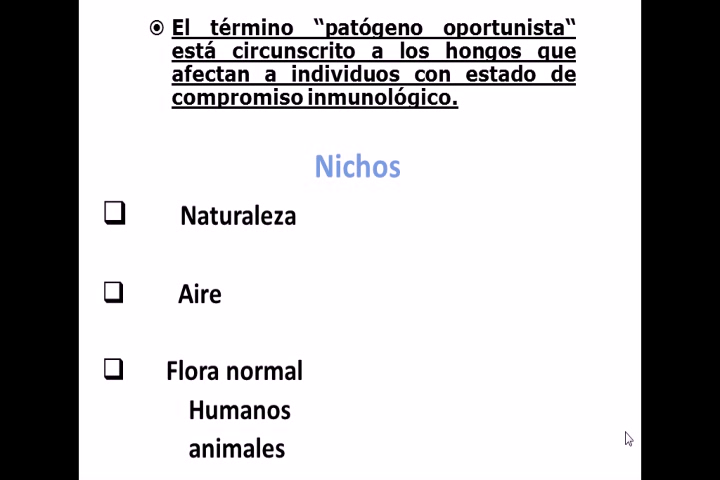 El término “patógeno oportunista“
está circunscrito a los hongos que
afectan a individuos con estado de
compromiso inmunológico.
Nichos
Naturaleza
Aire
Flora normal
Humanos
animales